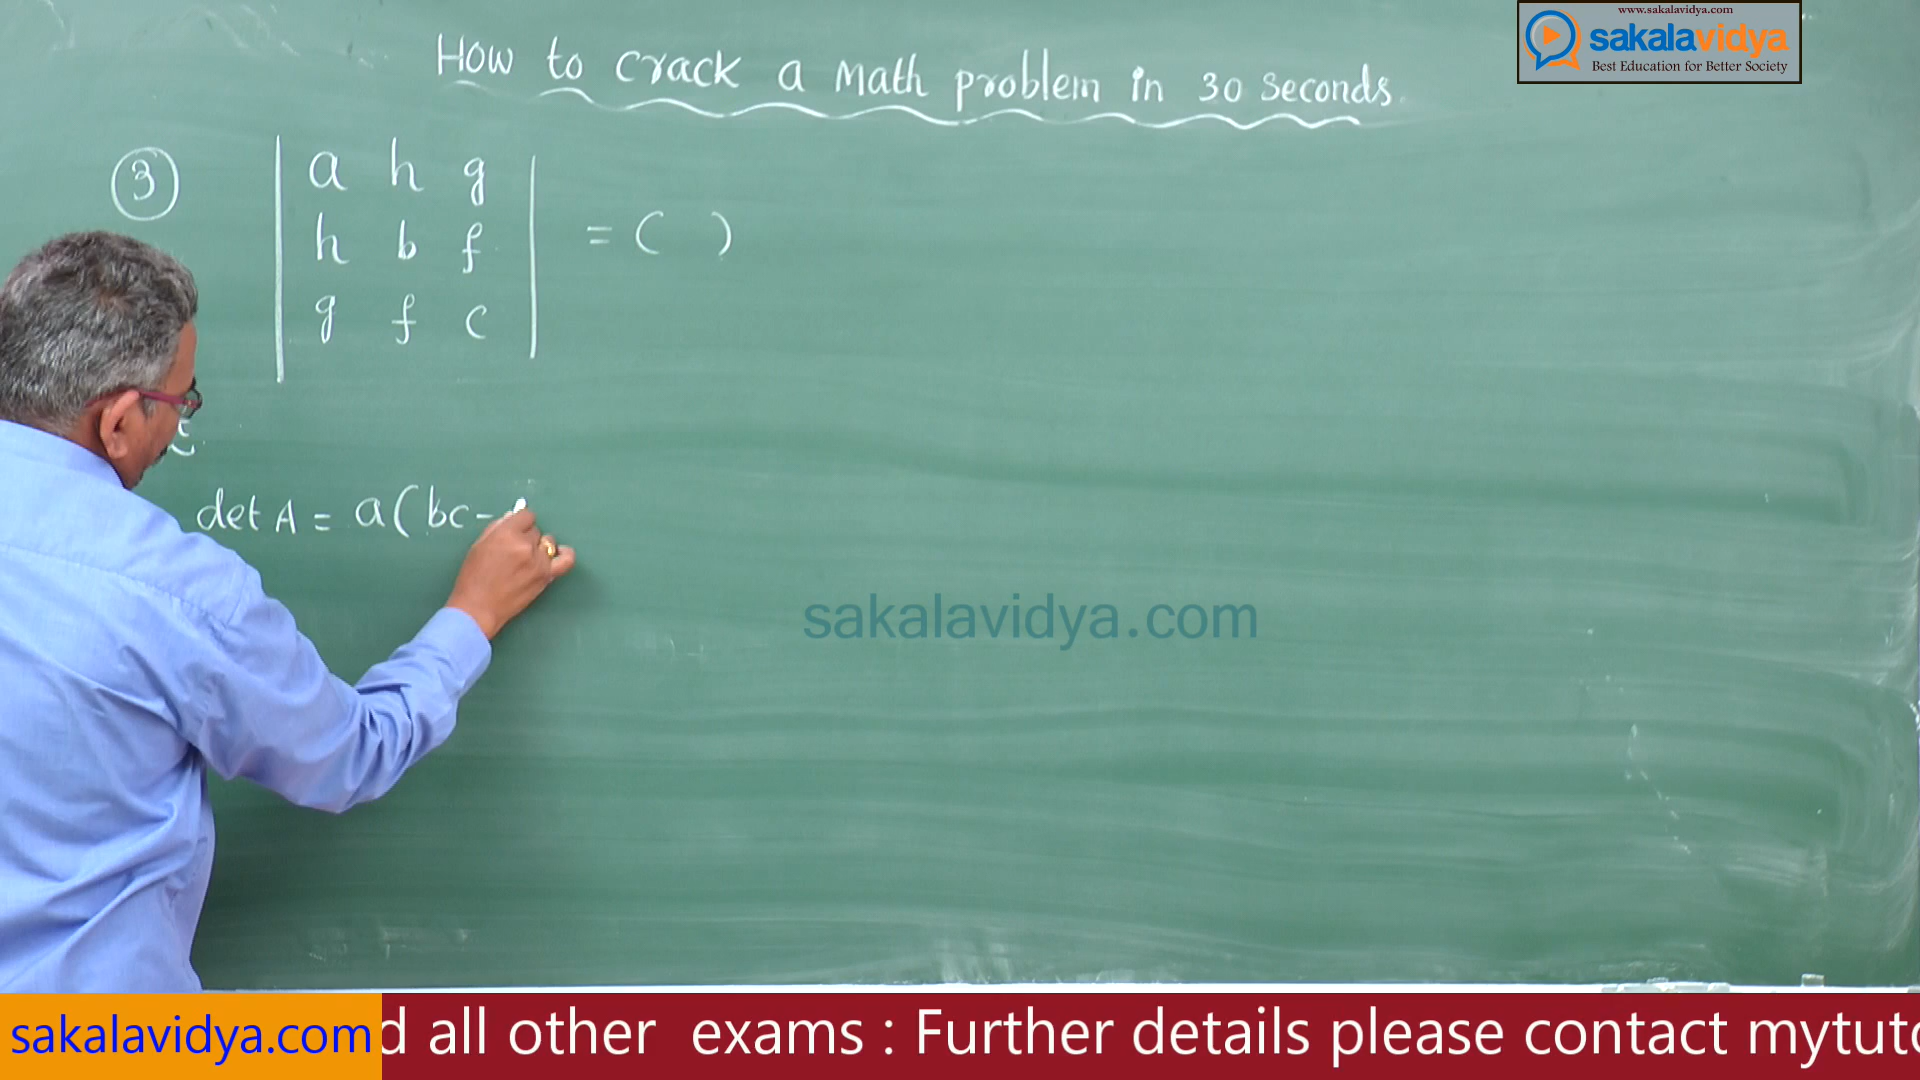 www.sakalavidya.com
sakalavidya
Best Education for Better Society
How to crack a Math problem in 30 seconds.
3
a h g
h b f
g f c
= ( )
det A = a(bc-
sakalavidya.com
sakalavidya.com
d all other exams : Further details please contact mytuto